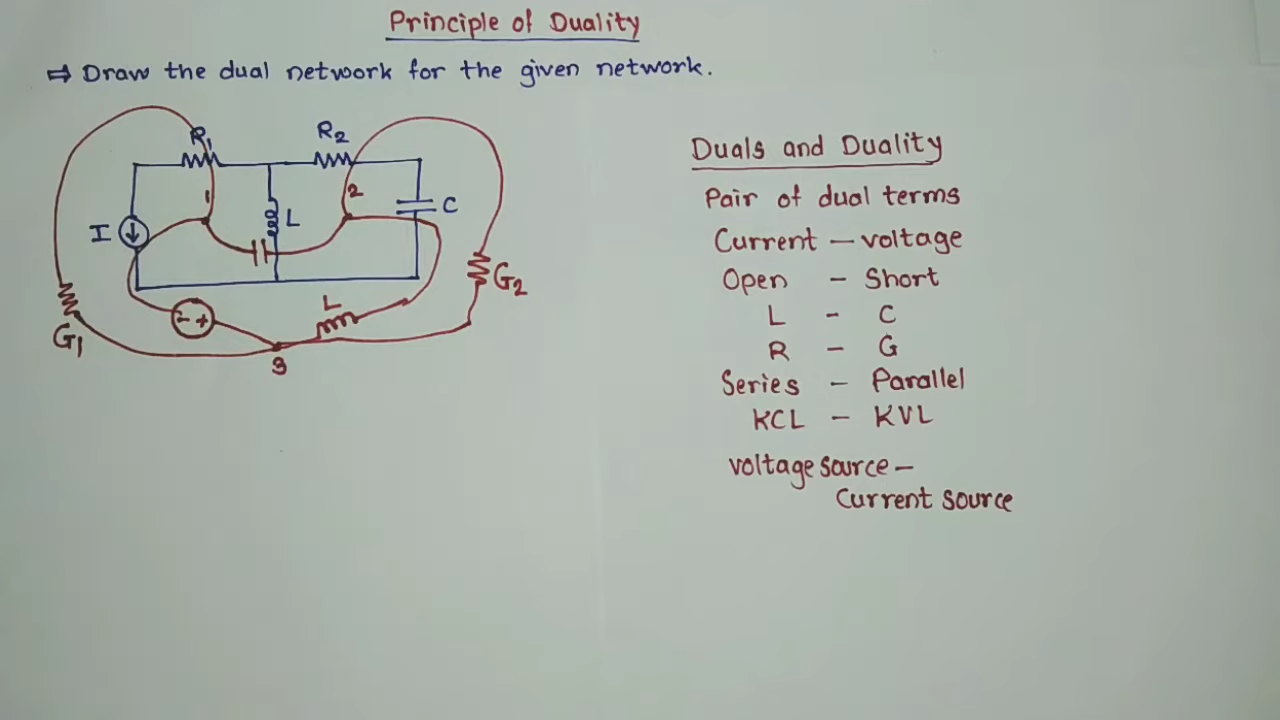 Principle of Duality
⇒ Draw the dual network for the given network.
R1
R2
1
2
I
L
C
- +
L
G1
G2
3
Duals and Duality
Pair of dual terms
Current – voltage
Open – Short
L – C
R – G
Series – Parallel
KCL – KVL
voltage source –
Current source